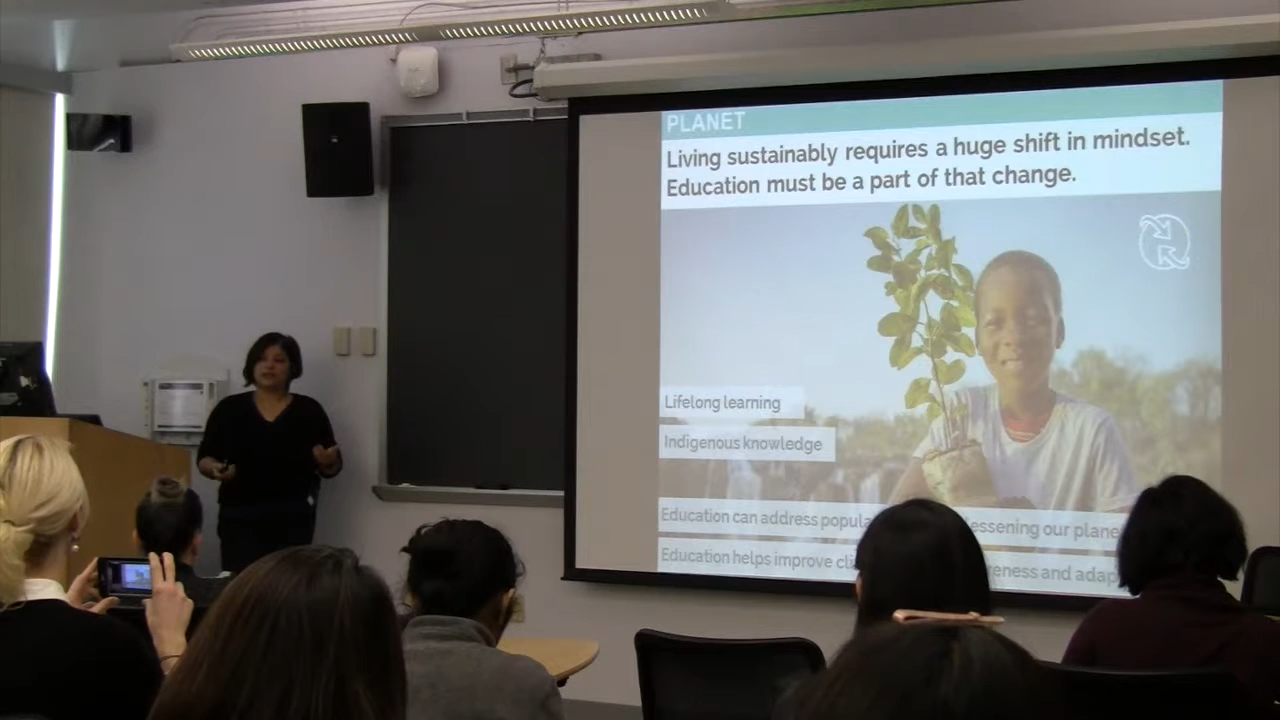 PLANET
Living sustainably requires a huge shift in mindset.
Education must be a part of that change.
Lifelong learning
Indigenous knowledge
Education can address popula lessening our plane
Education helps improve cli reness and adap